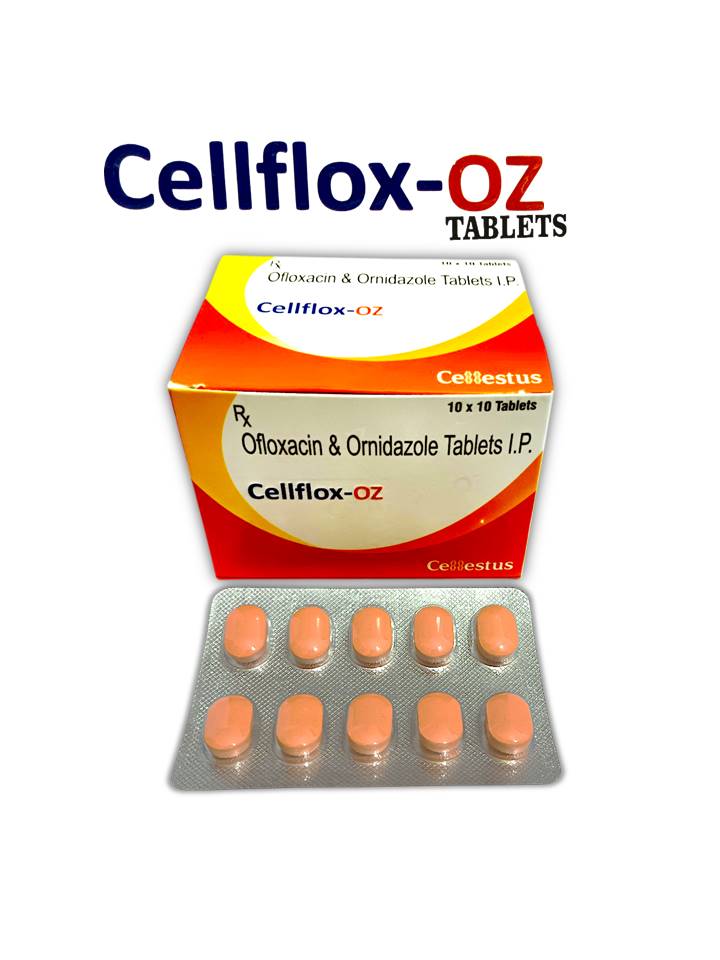 Cellflox-OZ
TABLETS
Rx
10 x 10 Tablets
Ofloxacin & Ornidazole Tablets I.P.
Cellflox-OZ
Cellestus
Rx
10 x 10 Tablets
Ofloxacin & Ornidazole Tablets I.P.
Cellflox-OZ
Cellestus